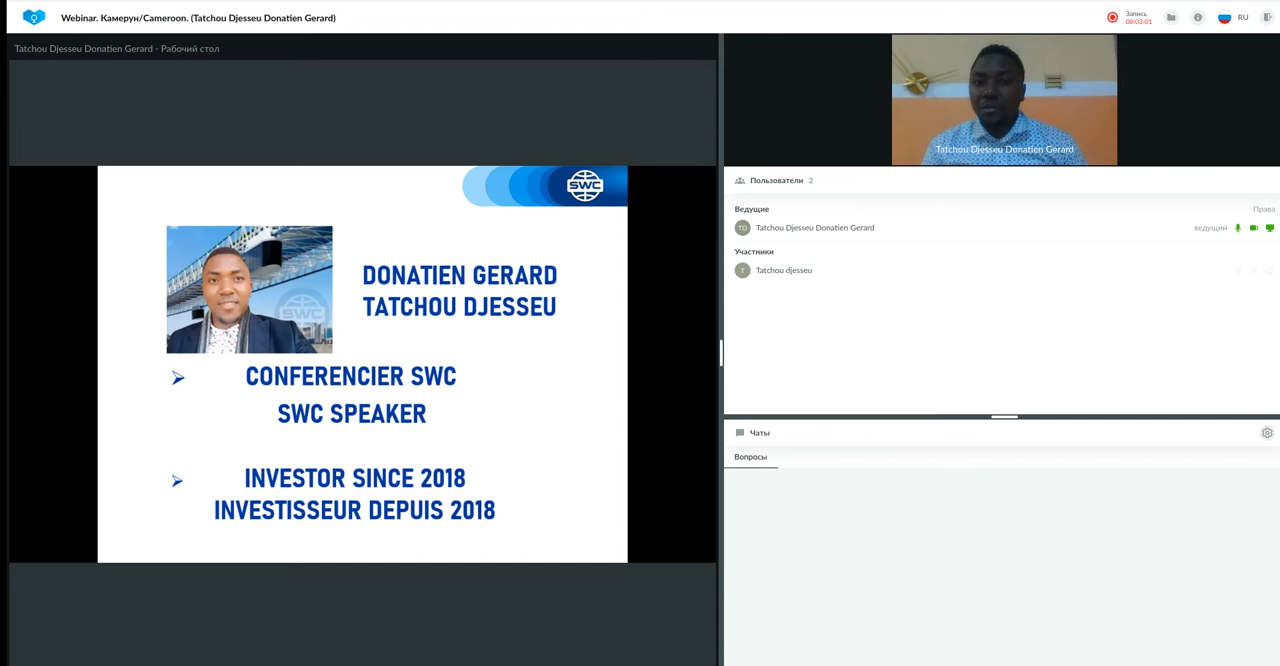 Webinar. Камерун/Cameroon. (Tatchou Djesseu Donatien Gerard)
Запись
00:03:01
RU
Tatchou Djesseu Donatien Gerard - Рабочий стол
Tatchou Djesseu Donatien Gerard
SWC
SWC
DONATIEN GERARD
TATCHOU DJESSEU
CONFERENCIER SWC
SWC SPEAKER
INVESTOR SINCE 2018
INVESTISSEUR DEPUIS 2018
Пользователи 2
Ведущие Права
TD Tatchou Djesseu Donatien Gerard ведущий
Участники
T Tatchou djesseu
Чаты
Вопросы